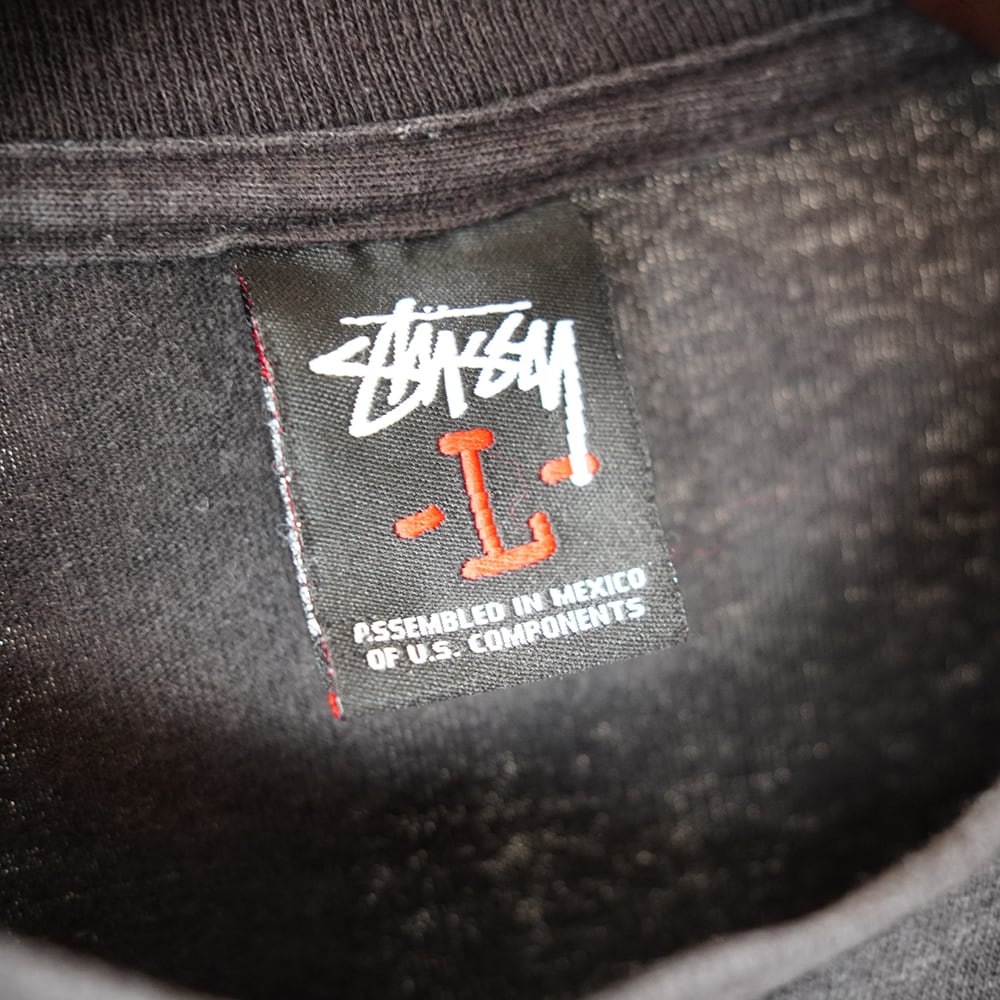 Stüssy
-L-
ASSEMBLED IN MEXICO
OF U.S. COMPONENTS